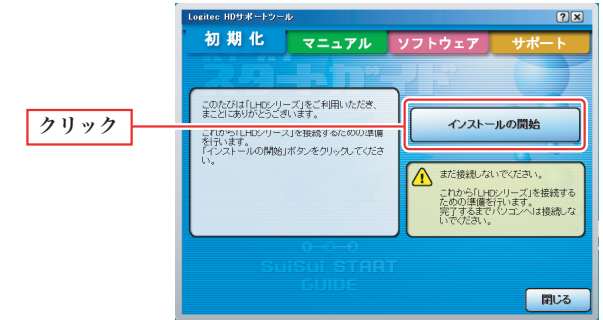 Logitec HDサポートツール
初期化
マニュアル
ソフトウェア
サポート
スタートガイド
このたびは「LHDシリーズ」をご利用いただき、
まことにありがとうございます。
これから「LHDシリーズ」を接続するための準備
を行います。
「インストールの開始」ボタンをクリックしてくださ
い。
クリック
インストールの開始
まだ接続しないでください。
これから「LHDシリーズ」を接続する
ための準備を行います。
完了するまでパソコンへは接続しな
いでください。
SuiSui START
GUIDE
閉じる